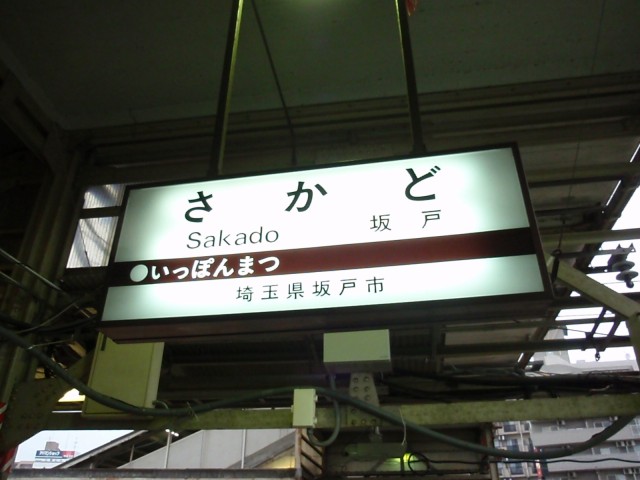 さかど
Sakado 坂戸
いっぽんまつ
埼玉県坂戸市